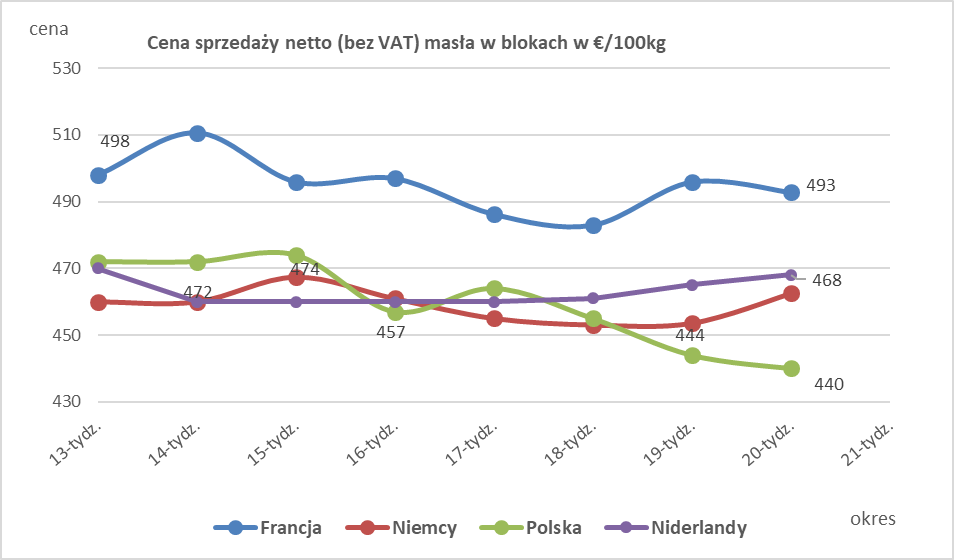 cena
Cena sprzedaży netto (bez VAT) masła w blokach w €/100kg
530
510
490
470
450
430
498
493
474
472
468
457
444
440
13-tydz.
14-tydz.
15-tydz.
16-tydz.
17-tydz.
18-tydz.
19-tydz.
20-tydz.
21-tydz.
okres
Francja
Niemcy
Polska
Niderlandy